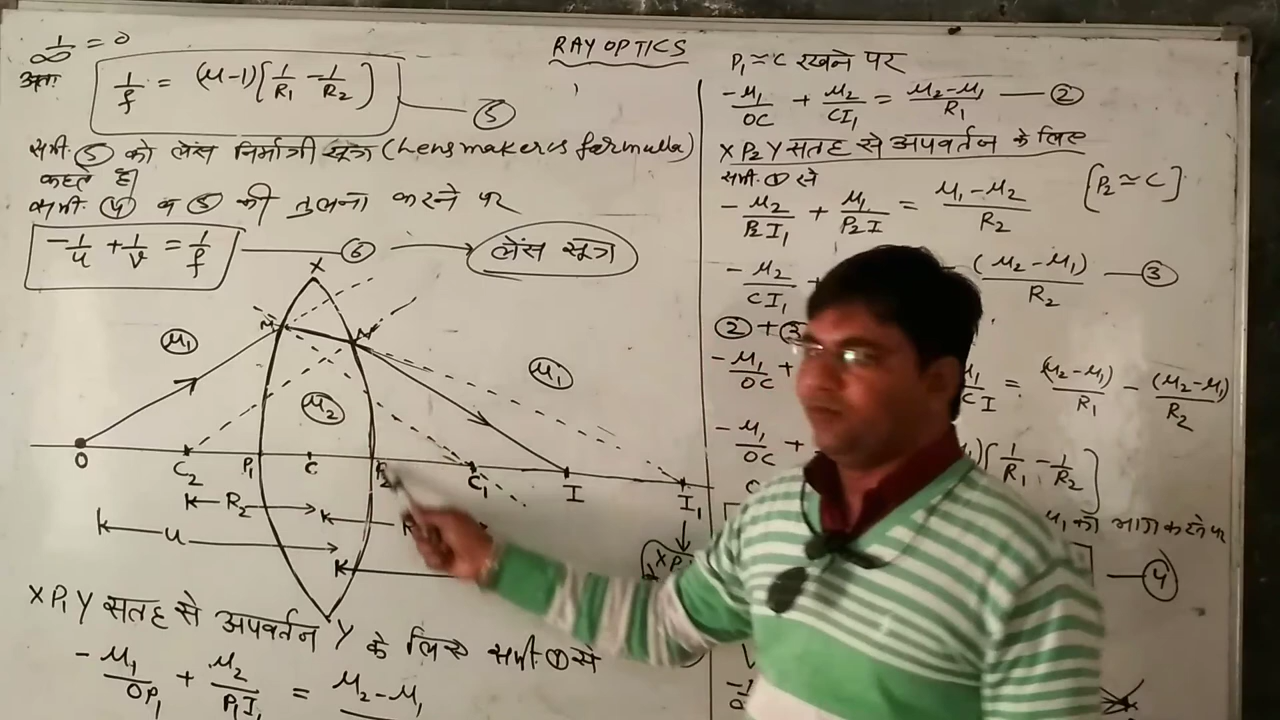 RAY OPTICS
1/∞ = 0
अतः
1/f = (μ-1)[1/R₁ - 1/R₂] — ⑤
समी. ⑤ को लेंस निर्मात्री सूत्र (Lens maker's formula)
कहते है।
समी. ④ व ⑤ की तुलना करने पर
-1/u + 1/v = 1/f — ⑥ → लेंस सूत्र
X
M N
μ₁ μ₂ μ₁
O C₂ P₁ C P₂ C₁ I I₁
R₂
R
u
XP
Y
XP₁Y सतह से अपवर्तन के लिए समी. ① से
-μ₁/OP₁ + μ₂/P₁I₁ = μ₂-μ₁
P₁≃C रखने पर
-μ₁/OC + μ₂/CI₁ = μ₂-μ₁/R₁ — ②
XP₂Y सतह से अपवर्तन के लिए
समी. ① से [P₂≃C]
-μ₂/P₂I₁ + μ₁/P₂I = μ₁-μ₂/R₂
-μ₂/CI₁ + -(μ₂-μ₁)/R₂ — ③
② + ③
-μ₁/OC + μ₁/CI = (μ₂-μ₁)/R₁ - (μ₂-μ₁)/R₂
-μ₁/OC + [1/R₁ - 1/R₂]
μ₁ को भाग करने पर
— ④